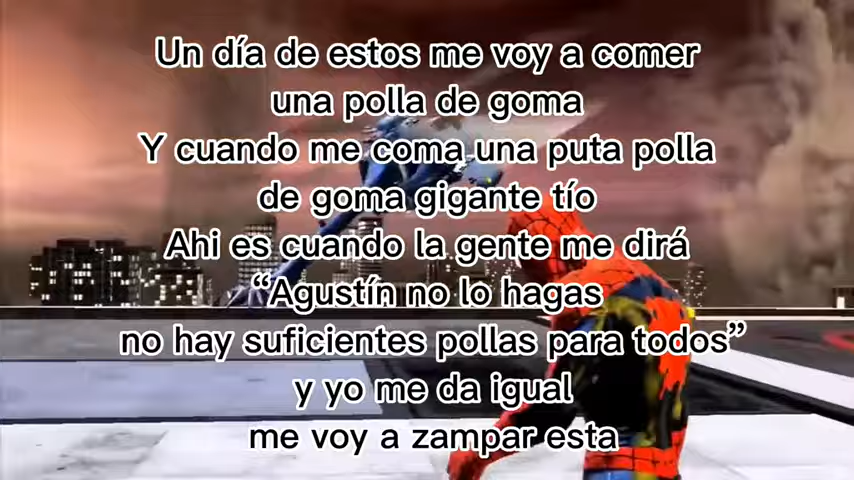 Un día de estos me voy a comer
una polla de goma
Y cuando me coma una puta polla
de goma gigante tío
Ahi es cuando la gente me dirá
“Agustín no lo hagas
no hay suficientes pollas para todos”
y yo me da igual
me voy a zampar esta